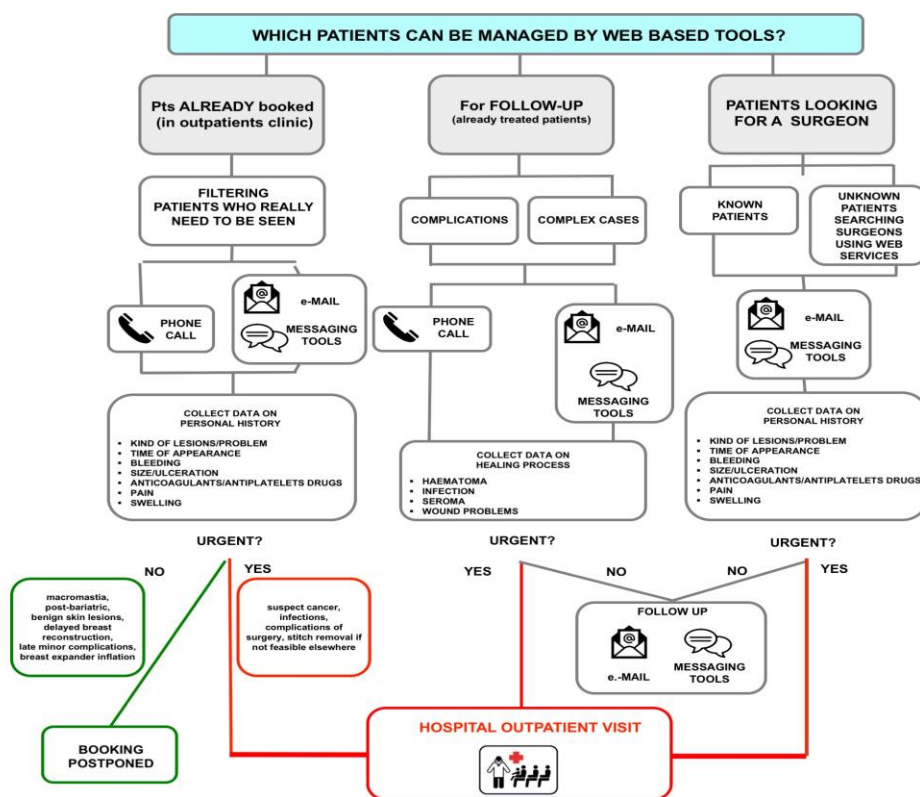 WHICH PATIENTS CAN BE MANAGED BY WEB BASED TOOLS?
Pts ALREADY booked
(in outpatients clinic)
For FOLLOW-UP
(already treated patients)
PATIENTS LOOKING
FOR A SURGEON
FILTERING
PATIENTS WHO REALLY
NEED TO BE SEEN
COMPLICATIONS
COMPLEX CASES
KNOWN
PATIENTS
UNKNOWN
PATIENTS
SEARCHING
SURGEONS
USING WEB
SERVICES
PHONE
CALL
@
e-MAIL
MESSAGING
TOOLS
PHONE
CALL
@
e-MAIL
MESSAGING
TOOLS
@
e-MAIL
MESSAGING
TOOLS
COLLECT DATA ON
PERSONAL HISTORY
• KIND OF LESIONS/PROBLEM
• TIME OF APPEARANCE
• BLEEDING
• SIZE/ULCERATION
• ANTICOAGULANTS/ANTIPLATELETS DRUGS
• PAIN
• SWELLING
COLLECT DATA ON
HEALING PROCESS
• HAEMATOMA
• INFECTION
• SEROMA
• WOUND PROBLEMS
COLLECT DATA ON
PERSONAL HISTORY
• KIND OF LESIONS/PROBLEM
• TIME OF APPEARANCE
• BLEEDING
• SIZE/ULCERATION
• ANTICOAGULANTS/ANTIPLATELETS DRUGS
• PAIN
• SWELLING
URGENT?
NO
YES
URGENT?
YES
NO
URGENT?
NO
YES
macromastia,
post-bariatric,
benign skin lesions,
delayed breast
reconstruction,
late minor complications,
breast expander inflation
suspect cancer,
infections,
complications of
surgery, stitch removal if
not feasible elsewhere
FOLLOW UP
@
e.-MAIL
MESSAGING
TOOLS
BOOKING
POSTPONED
HOSPITAL OUTPATIENT VISIT